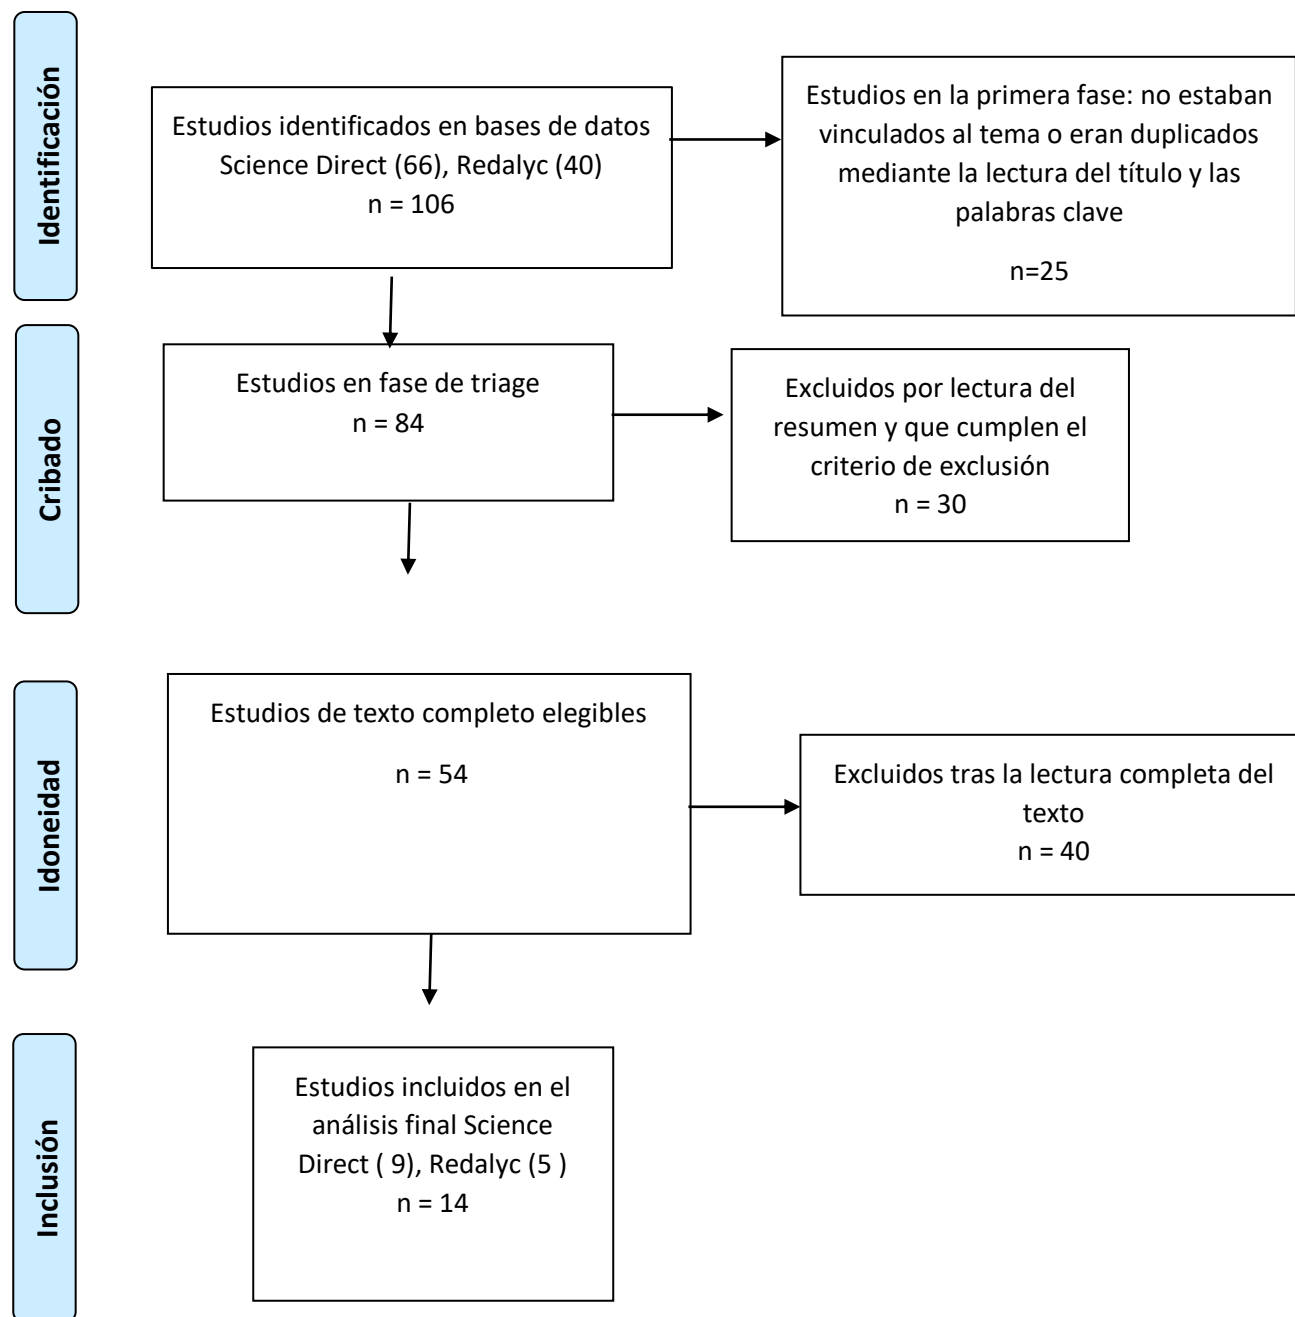 Identificación
Estudios identificados en bases de datos
Science Direct (66), Redalyc (40)
n = 106
Estudios en la primera fase: no estaban
vinculados al tema o eran duplicados
mediante la lectura del título y las
palabras clave
n=25
Cribado
Estudios en fase de triage
n = 84
Excluidos por lectura del
resumen y que cumplen el
criterio de exclusión
n = 30
Idoneidad
Estudios de texto completo elegibles
n = 54
Excluidos tras la lectura completa del
texto
n = 40
Inclusión
Estudios incluidos en el
análisis final Science
Direct ( 9), Redalyc (5 )
n = 14